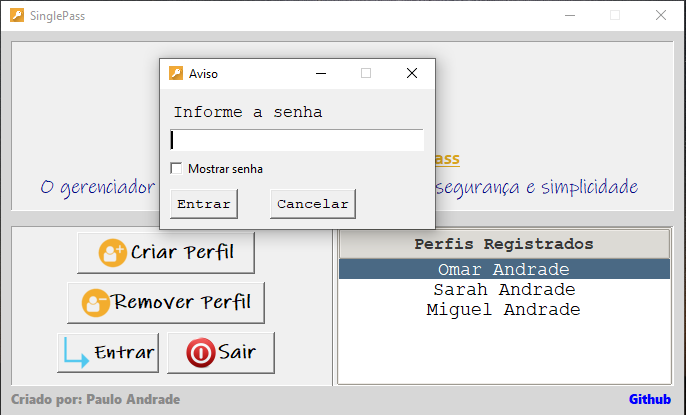 SinglePass
Aviso
Informe a senha
Mostrar senha
Entrar Cancelar
ass
O gerenciador segurança e simplicidade
Criar Perfil
Remover Perfil
Entrar Sair
Perfis Registrados
Omar Andrade
Sarah Andrade
Miguel Andrade
Criado por: Paulo Andrade
Github